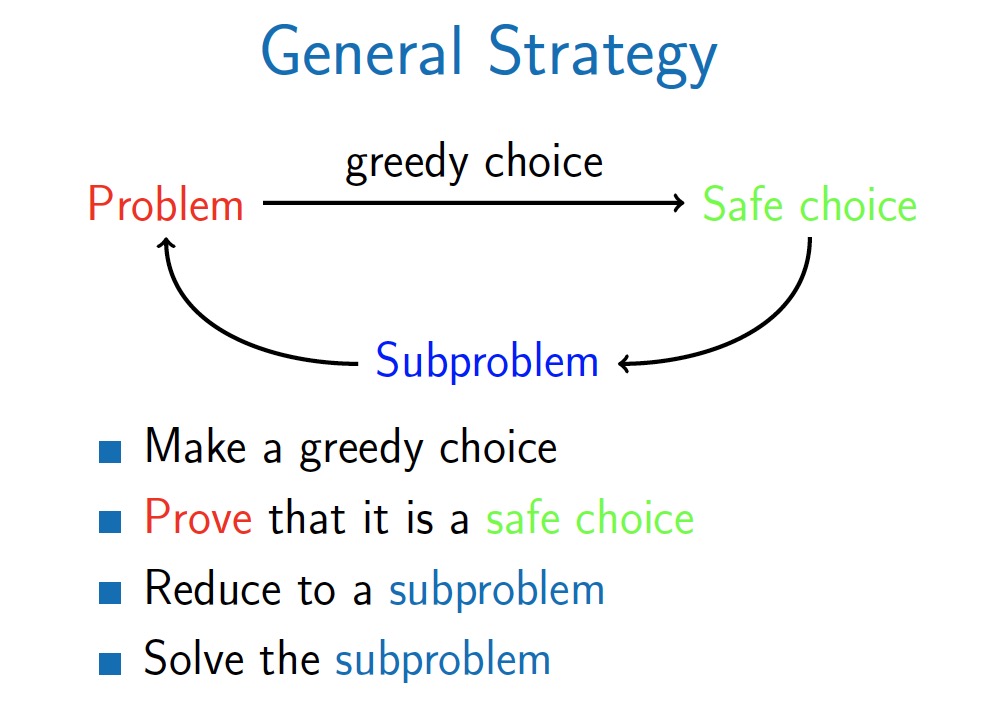 General Strategy
greedy choice
Problem
Safe choice
Subproblem
Make a greedy choice
Prove that it is a safe choice
Reduce to a subproblem
Solve the subproblem